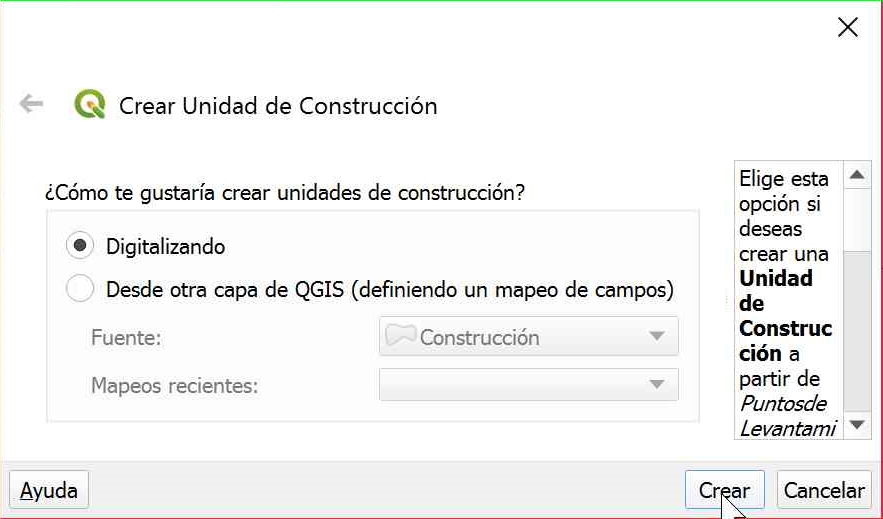 Crear Unidad de Construcción
¿Cómo te gustaría crear unidades de construcción?
Digitalizando
Desde otra capa de QGIS (definiendo un mapeo de campos)
Fuente:
Construcción
Mapeos recientes:
Elige esta
opción si
deseas
crear una
Unidad
de
Construc
ción a
partir de
Puntosde
Levantami
Ayuda
Crear
Cancelar